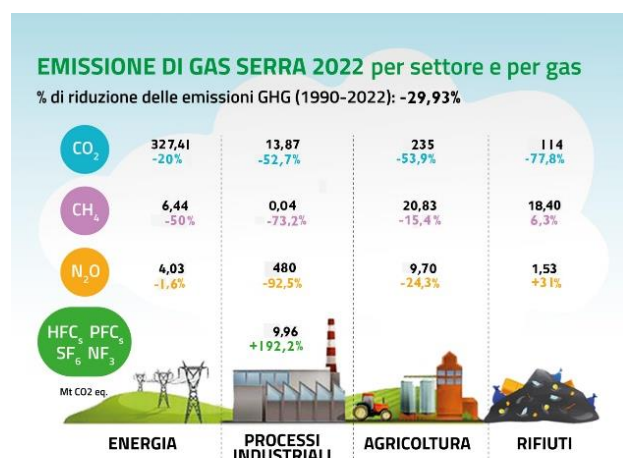 EMISSIONE DI GAS SERRA 2022 per settore e per gas
% di riduzione delle emissioni GHG (1990-2022): -29,93%
CO2 327,41 13,87 235 114
-20% -52,7% -53,9% -77,8%
CH4 6,44 0,04 20,83 18,40
-50% -73,2% -15,4% 6,3%
N2O 4,03 480 9,70 1,53
-1,6% -92,5% -24,3% +31%
HFCs PFCs 9,96
SF6 NF3 +192,2%
Mt CO2 eq.
ENERGIA PROCESSI AGRICOLTURA RIFIUTI
INDUSTRIALI